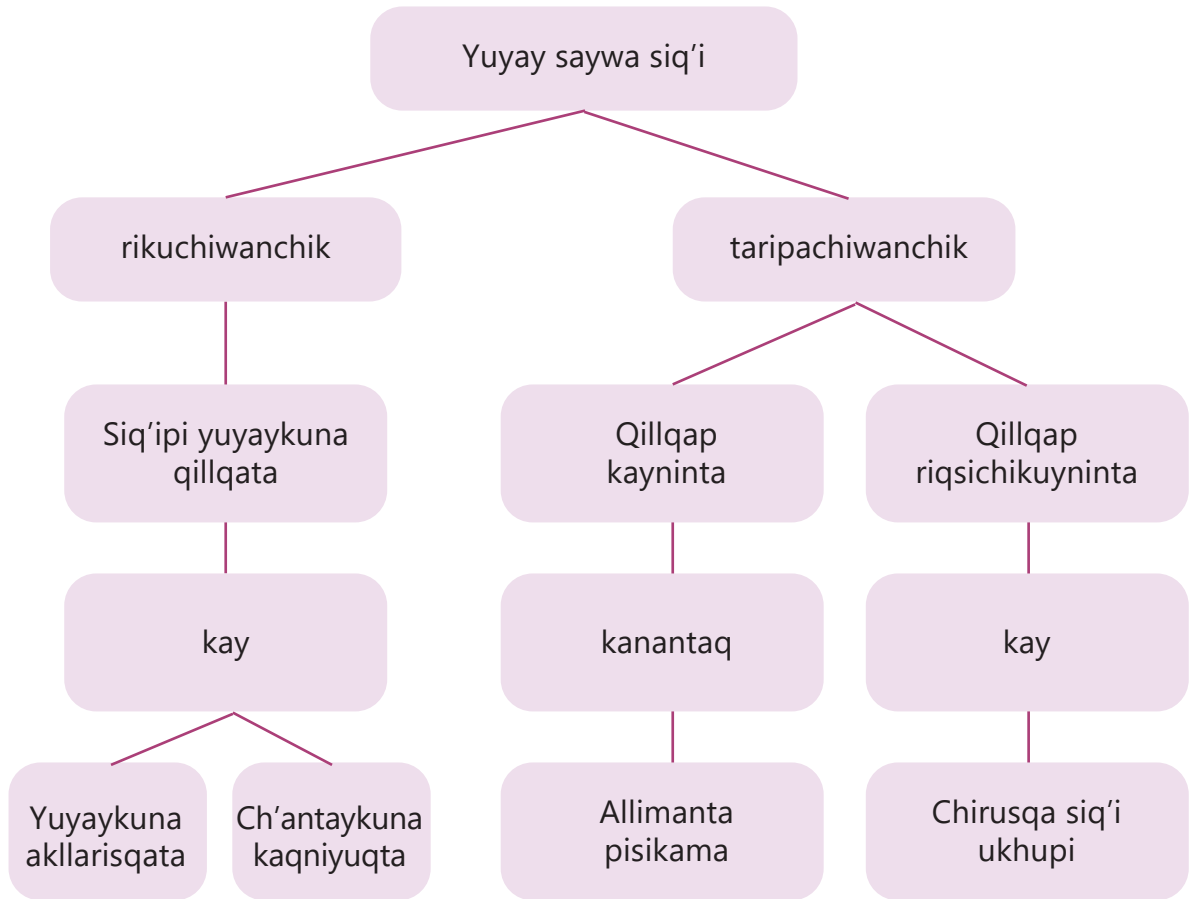 Yuyay saywa siq’i
rikuchiwanchik
taripachiwanchik
Siq’ipi yuyaykuna
qillqata
Qillqap
kayninta
Qillqap
riqsichikuyninta
kay
kanantaq
kay
Yuyaykuna
akllarisqata
Ch’antaykuna
kaqniyuqta
Allimanta
pisikama
Chirusqa siq’i
ukhupi